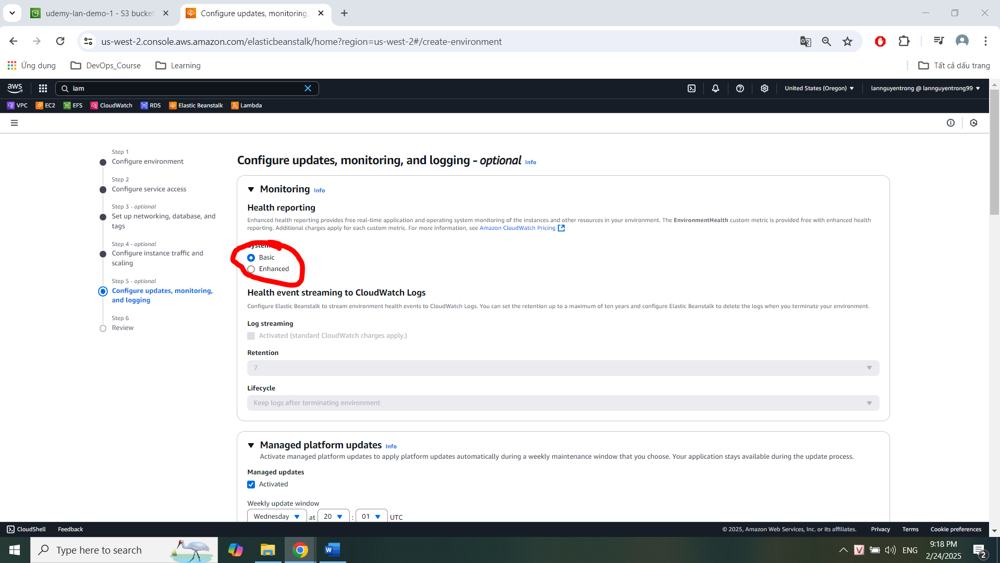 udemy-lan-demo-1 - S3 bucket
Configure updates, monitoring,
us-west-2.console.aws.amazon.com/elasticbeanstalk/home?region=us-west-2#/create-environment
Ứng dụng
DevOps_Course
Learning
Tất cả dấu trang
aws
iam
United States (Oregon)
lannguyentrong @ lannguyentrong99
VPC
EC2
EFS
CloudWatch
RDS
Elastic Beanstalk
Lambda
Step 1
Configure environment
Step 2
Configure service access
Step 3 - optional
Set up networking, database, and
tags
Step 4 - optional
Configure instance traffic and
scaling
Step 5 - optional
Configure updates, monitoring,
and logging
Step 6
Review
Configure updates, monitoring, and logging - optional Info
Monitoring Info
Health reporting
Enhanced health reporting provides free real-time application and operating system monitoring of the instances and other resources in your environment. The EnvironmentHealth custom metric is provided free with enhanced health
reporting. Additional charges apply for each custom metric. For more information, see Amazon CloudWatch Pricing
System
Basic
Enhanced
Health event streaming to CloudWatch Logs
Configure Elastic Beanstalk to stream environment health events to CloudWatch Logs. You can set the retention up to a maximum of ten years and configure Elastic Beanstalk to delete the logs when you terminate your environment.
Log streaming
Activated (standard CloudWatch charges apply.)
Retention
7
Lifecycle
Keep logs after terminating environment
Managed platform updates Info
Activate managed platform updates to apply platform updates automatically during a weekly maintenance window that you choose. Your application stays available during the update process.
Managed updates
Activated
Weekly update window
Wednesday at 20 : 01 UTC
CloudShell
Feedback
© 2025, Amazon Web Services, Inc. or its affiliates.
Privacy
Terms
Cookie preferences
Type here to search
ENG
9:18 PM
2/24/2025
2